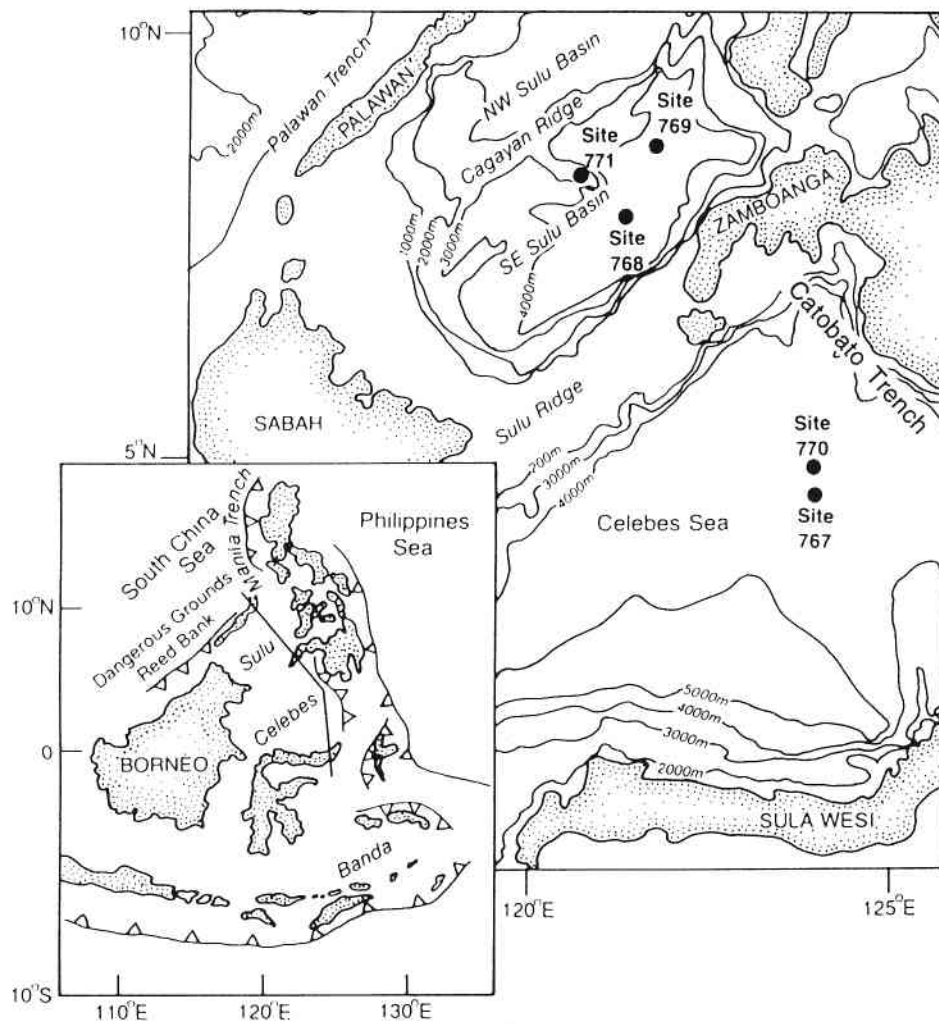 10°N
Palawan Trench
PALAWAN
2000m
NW Sulu Basin
Cagayan Ridge
Site
769
Site
771
SE Sulu Basin
Site
768
1000m
2000m
3000m
4000m
ZAMBOANGA
Catobato Trench
SABAH
Sulu Ridge
5°N
200m
3000m
4000m
Site
770
Celebes Sea
Site
767
5000m
4000m
3000m
2000m
SULA WESI
120°E
125°E
South China
Sea
Manila Trench
Philippines
Sea
10°N
Dangerous Grounds
Reed Bank
Sulu
Celebes
0
BORNEO
Banda
10°S
110°E
120°E
130°E